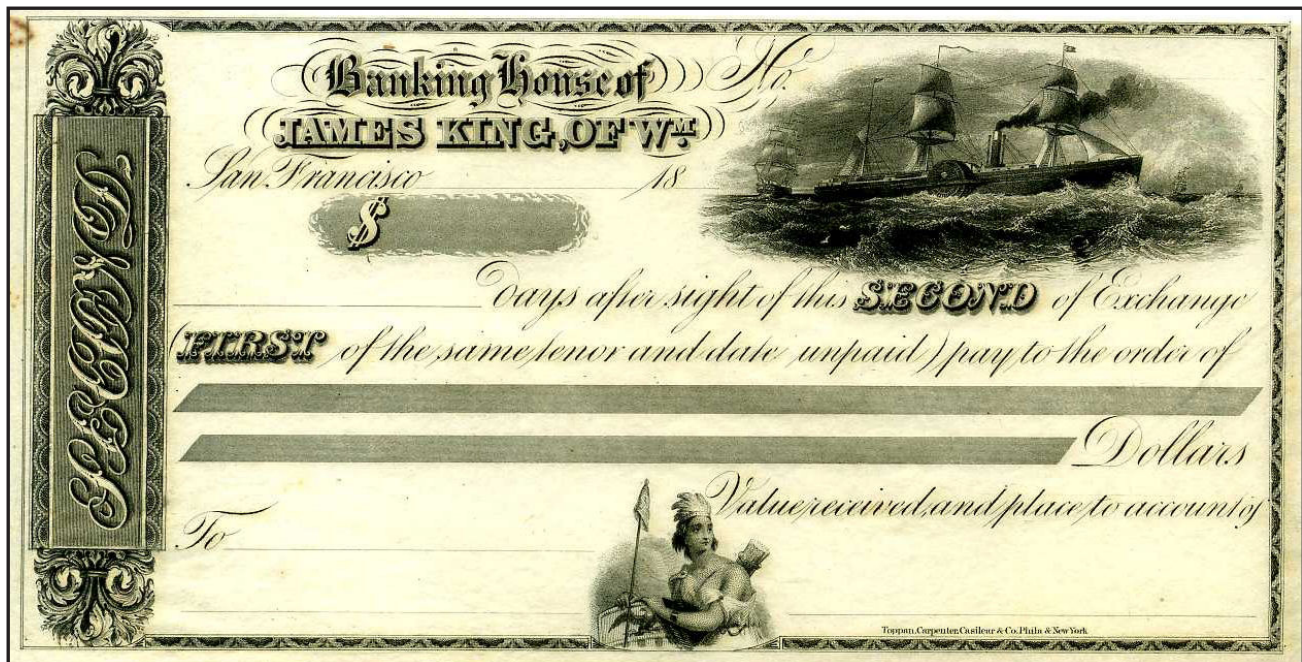 SECOND
Banking House of No.
JAMES KING, OF Wᴹ
San Francisco 18
$
Days after sight of this SECOND of Exchange
(FIRST of the same tenor and date unpaid) pay to the order of
Dollars
Value received, and place to account of
To
Toppan, Carpenter, Casilear & Co. Phila & New York